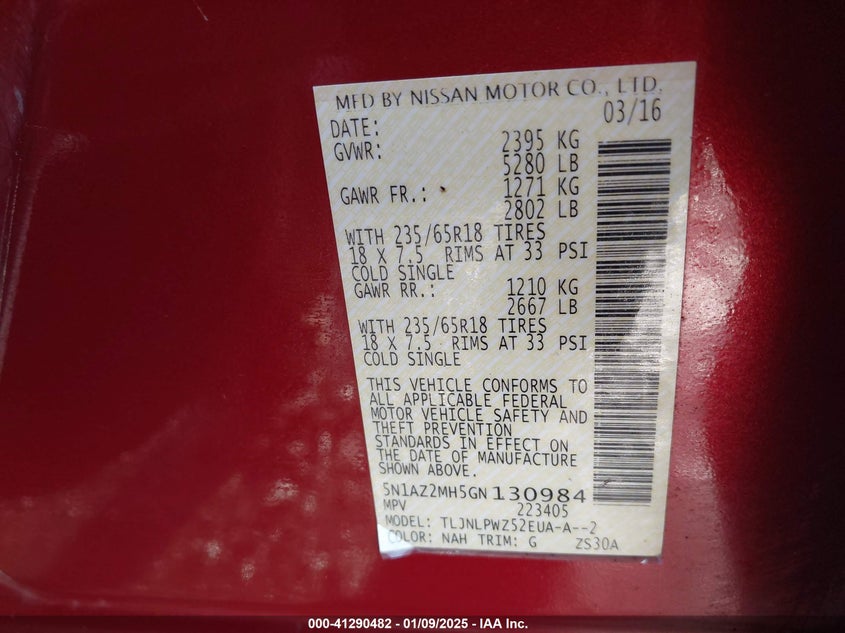 MFD BY NISSAN MOTOR CO., LTD.
DATE: 03/16
GVWR: 2395 KG
5280 LB
GAWR FR.: 1271 KG
2802 LB
WITH 235/65R18 TIRES
18 X 7.5 RIMS AT 33 PSI
COLD SINGLE
GAWR RR.: 1210 KG
2667 LB
WITH 235/65R18 TIRES
18 X 7.5 RIMS AT 33 PSI
COLD SINGLE
THIS VEHICLE CONFORMS TO
ALL APPLICABLE FEDERAL
MOTOR VEHICLE SAFETY AND
THEFT PREVENTION
STANDARDS IN EFFECT ON
THE DATE OF MANUFACTURE
SHOWN ABOVE.
5N1AZ2MH5GN130984
MPV 223405
MODEL: TLJNLPWZ52EUA-A--2
COLOR: NAH TRIM: G ZS30A
000-41290482 - 01/09/2025 - IAA Inc.